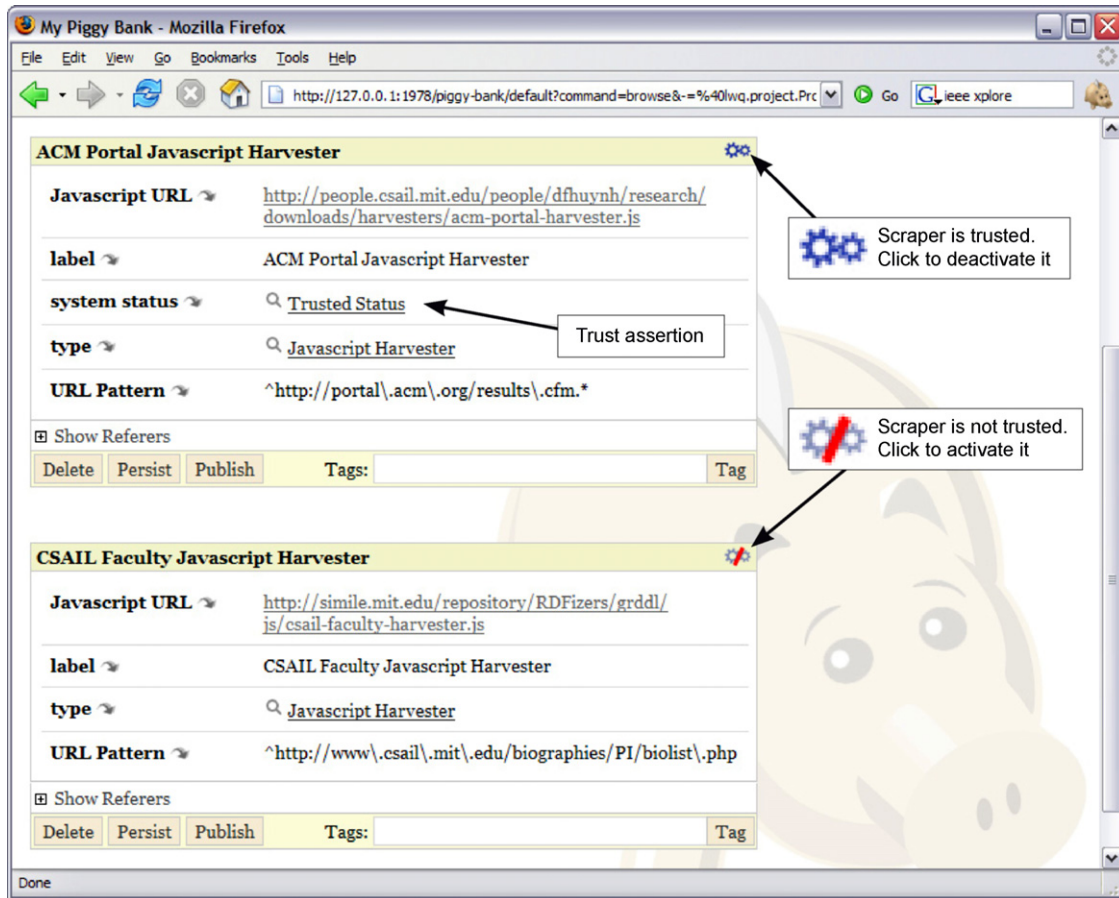 My Piggy Bank - Mozilla Firefox
File Edit View Go Bookmarks Tools Help
http://127.0.0.1:1978/piggy-bank/default?command=browse&-=%40lwq.project.Prc Go G ieee xplore
ACM Portal Javascript Harvester
Javascript URL http://people.csail.mit.edu/people/dfhuynh/research/
downloads/harvesters/acm-portal-harvester.js
Scraper is trusted.
Click to deactivate it
label ACM Portal Javascript Harvester
system status Trusted Status
Trust assertion
type Javascript Harvester
URL Pattern ^http://portal\.acm\.org/results\.cfm.*
Scraper is not trusted.
Click to activate it
Show Referers
Delete Persist Publish Tags: Tag
CSAIL Faculty Javascript Harvester
Javascript URL http://simile.mit.edu/repository/RDFizers/grddl/
js/csail-faculty-harvester.js
label CSAIL Faculty Javascript Harvester
type Javascript Harvester
URL Pattern ^http://www\.csail\.mit\.edu/biographies/PI/biolist\.php
Show Referers
Delete Persist Publish Tags: Tag
Done